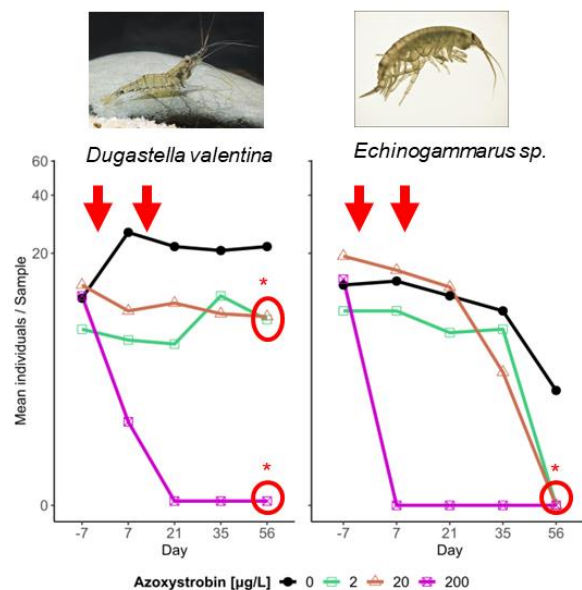 Dugastella valentina
Echinogammarus sp.
Mean individuals / Sample
60
40
20
0
*
*
*
-7 7 21 35 56
Day
-7 7 21 35 56
Day
Azoxystrobin [µg/L] 0 2 20 200